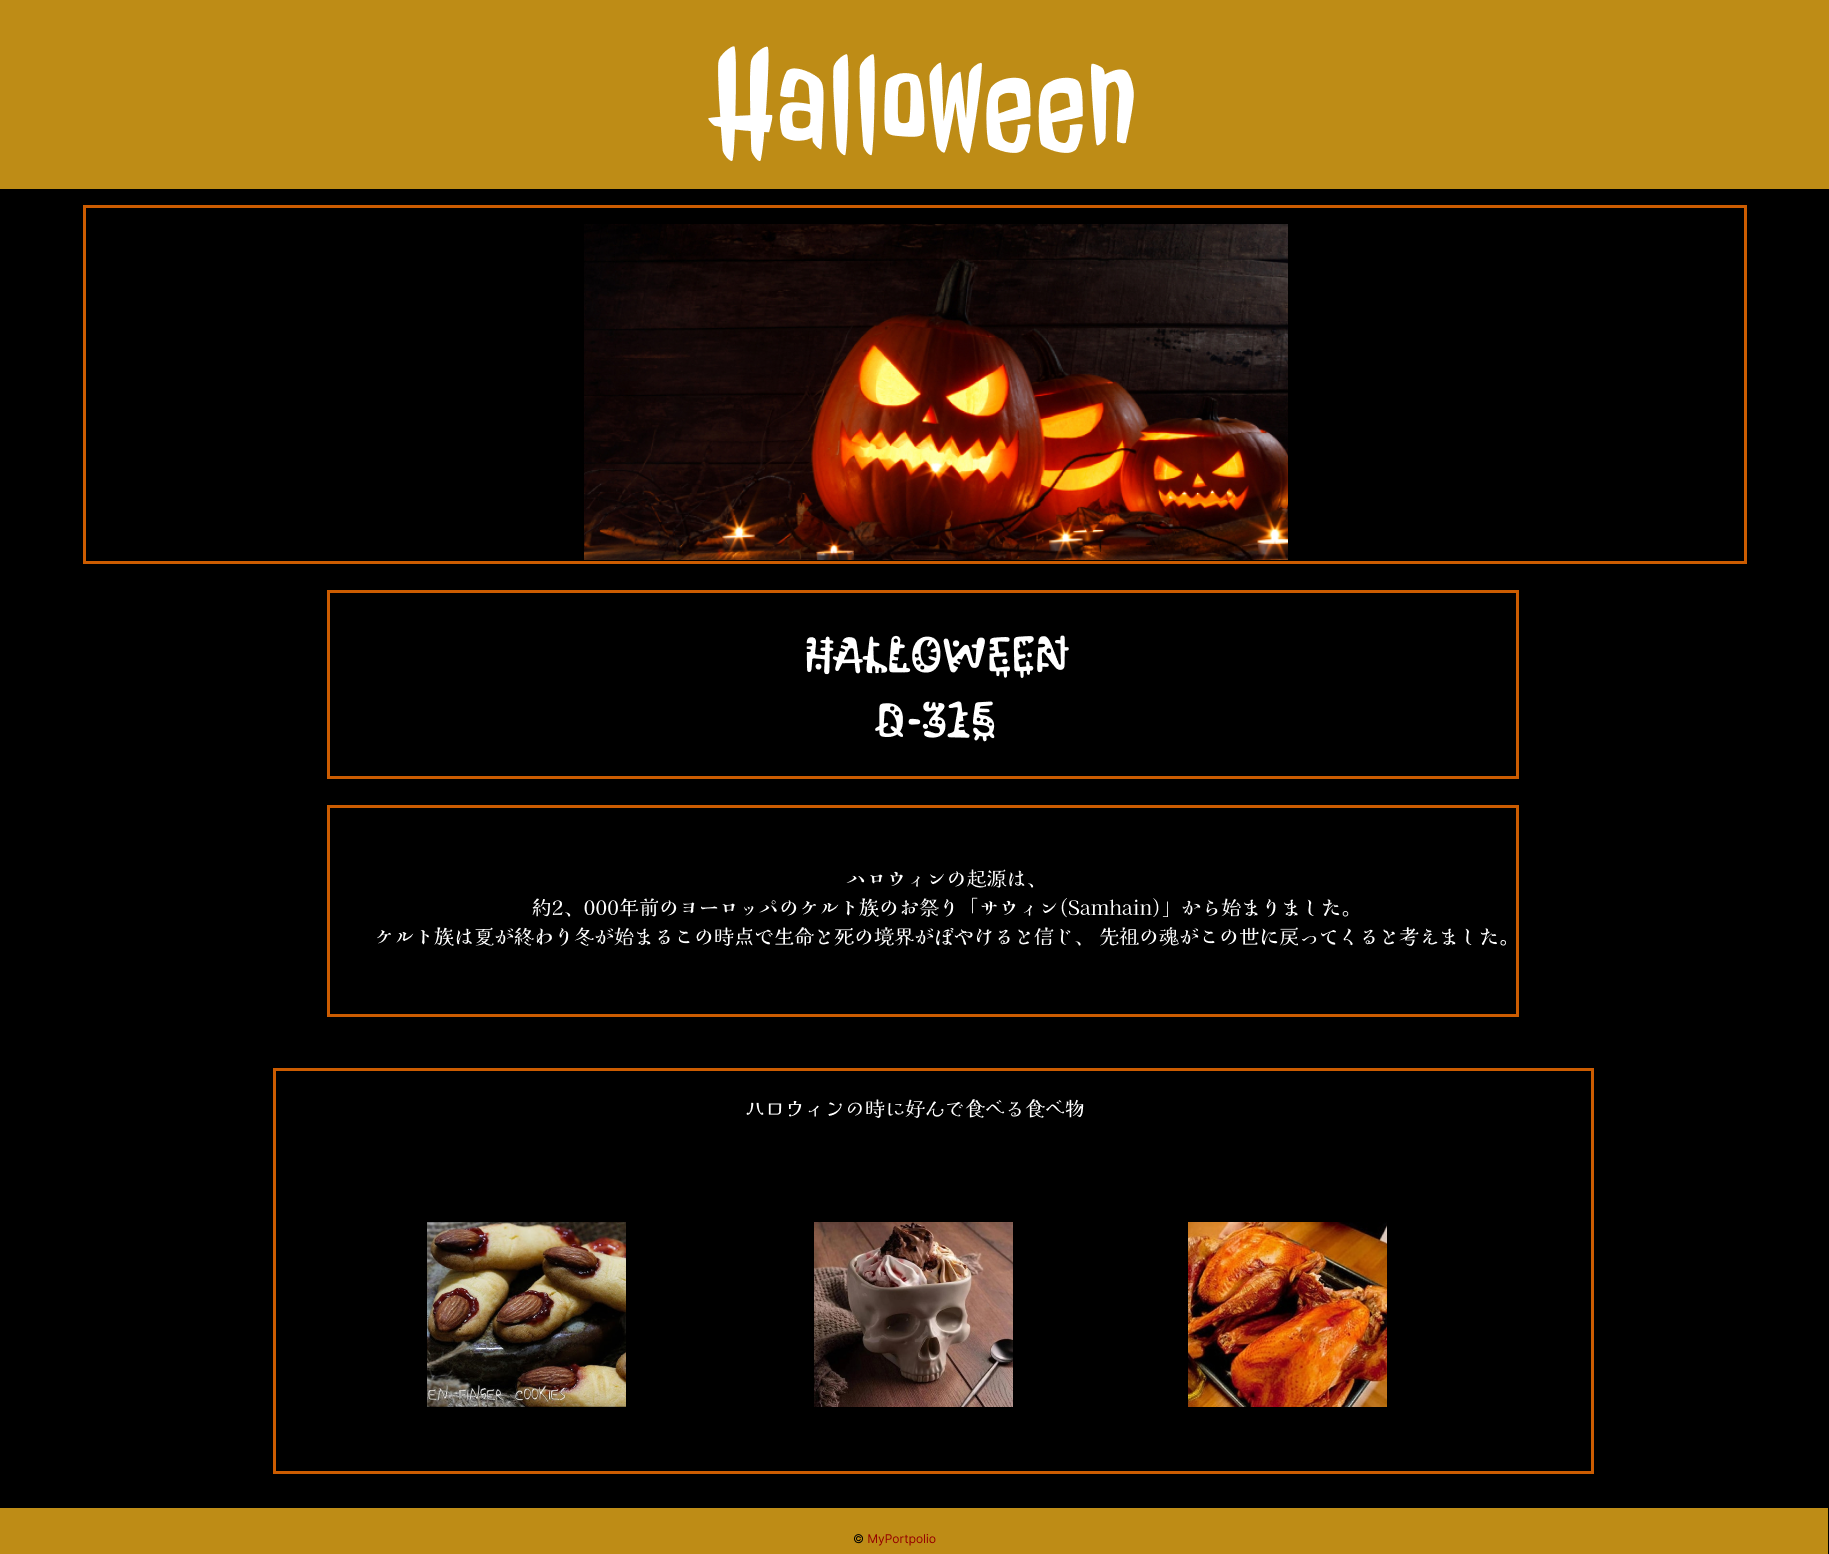 Halloween
HALLOWEEN
D-315
ハロウィンの起源は、
約2、000年前のヨーロッパのケルト族のお祭り「サウィン(Samhain)」から始まりました。
ケルト族は夏が終わり冬が始まるこの時点で生命と死の境界がぼやけると信じ、 先祖の魂がこの世に戻ってくると考えました。
ハロウィンの時に好んで食べる食べ物
EN-FINGER COOKIES
© MyPortpolio